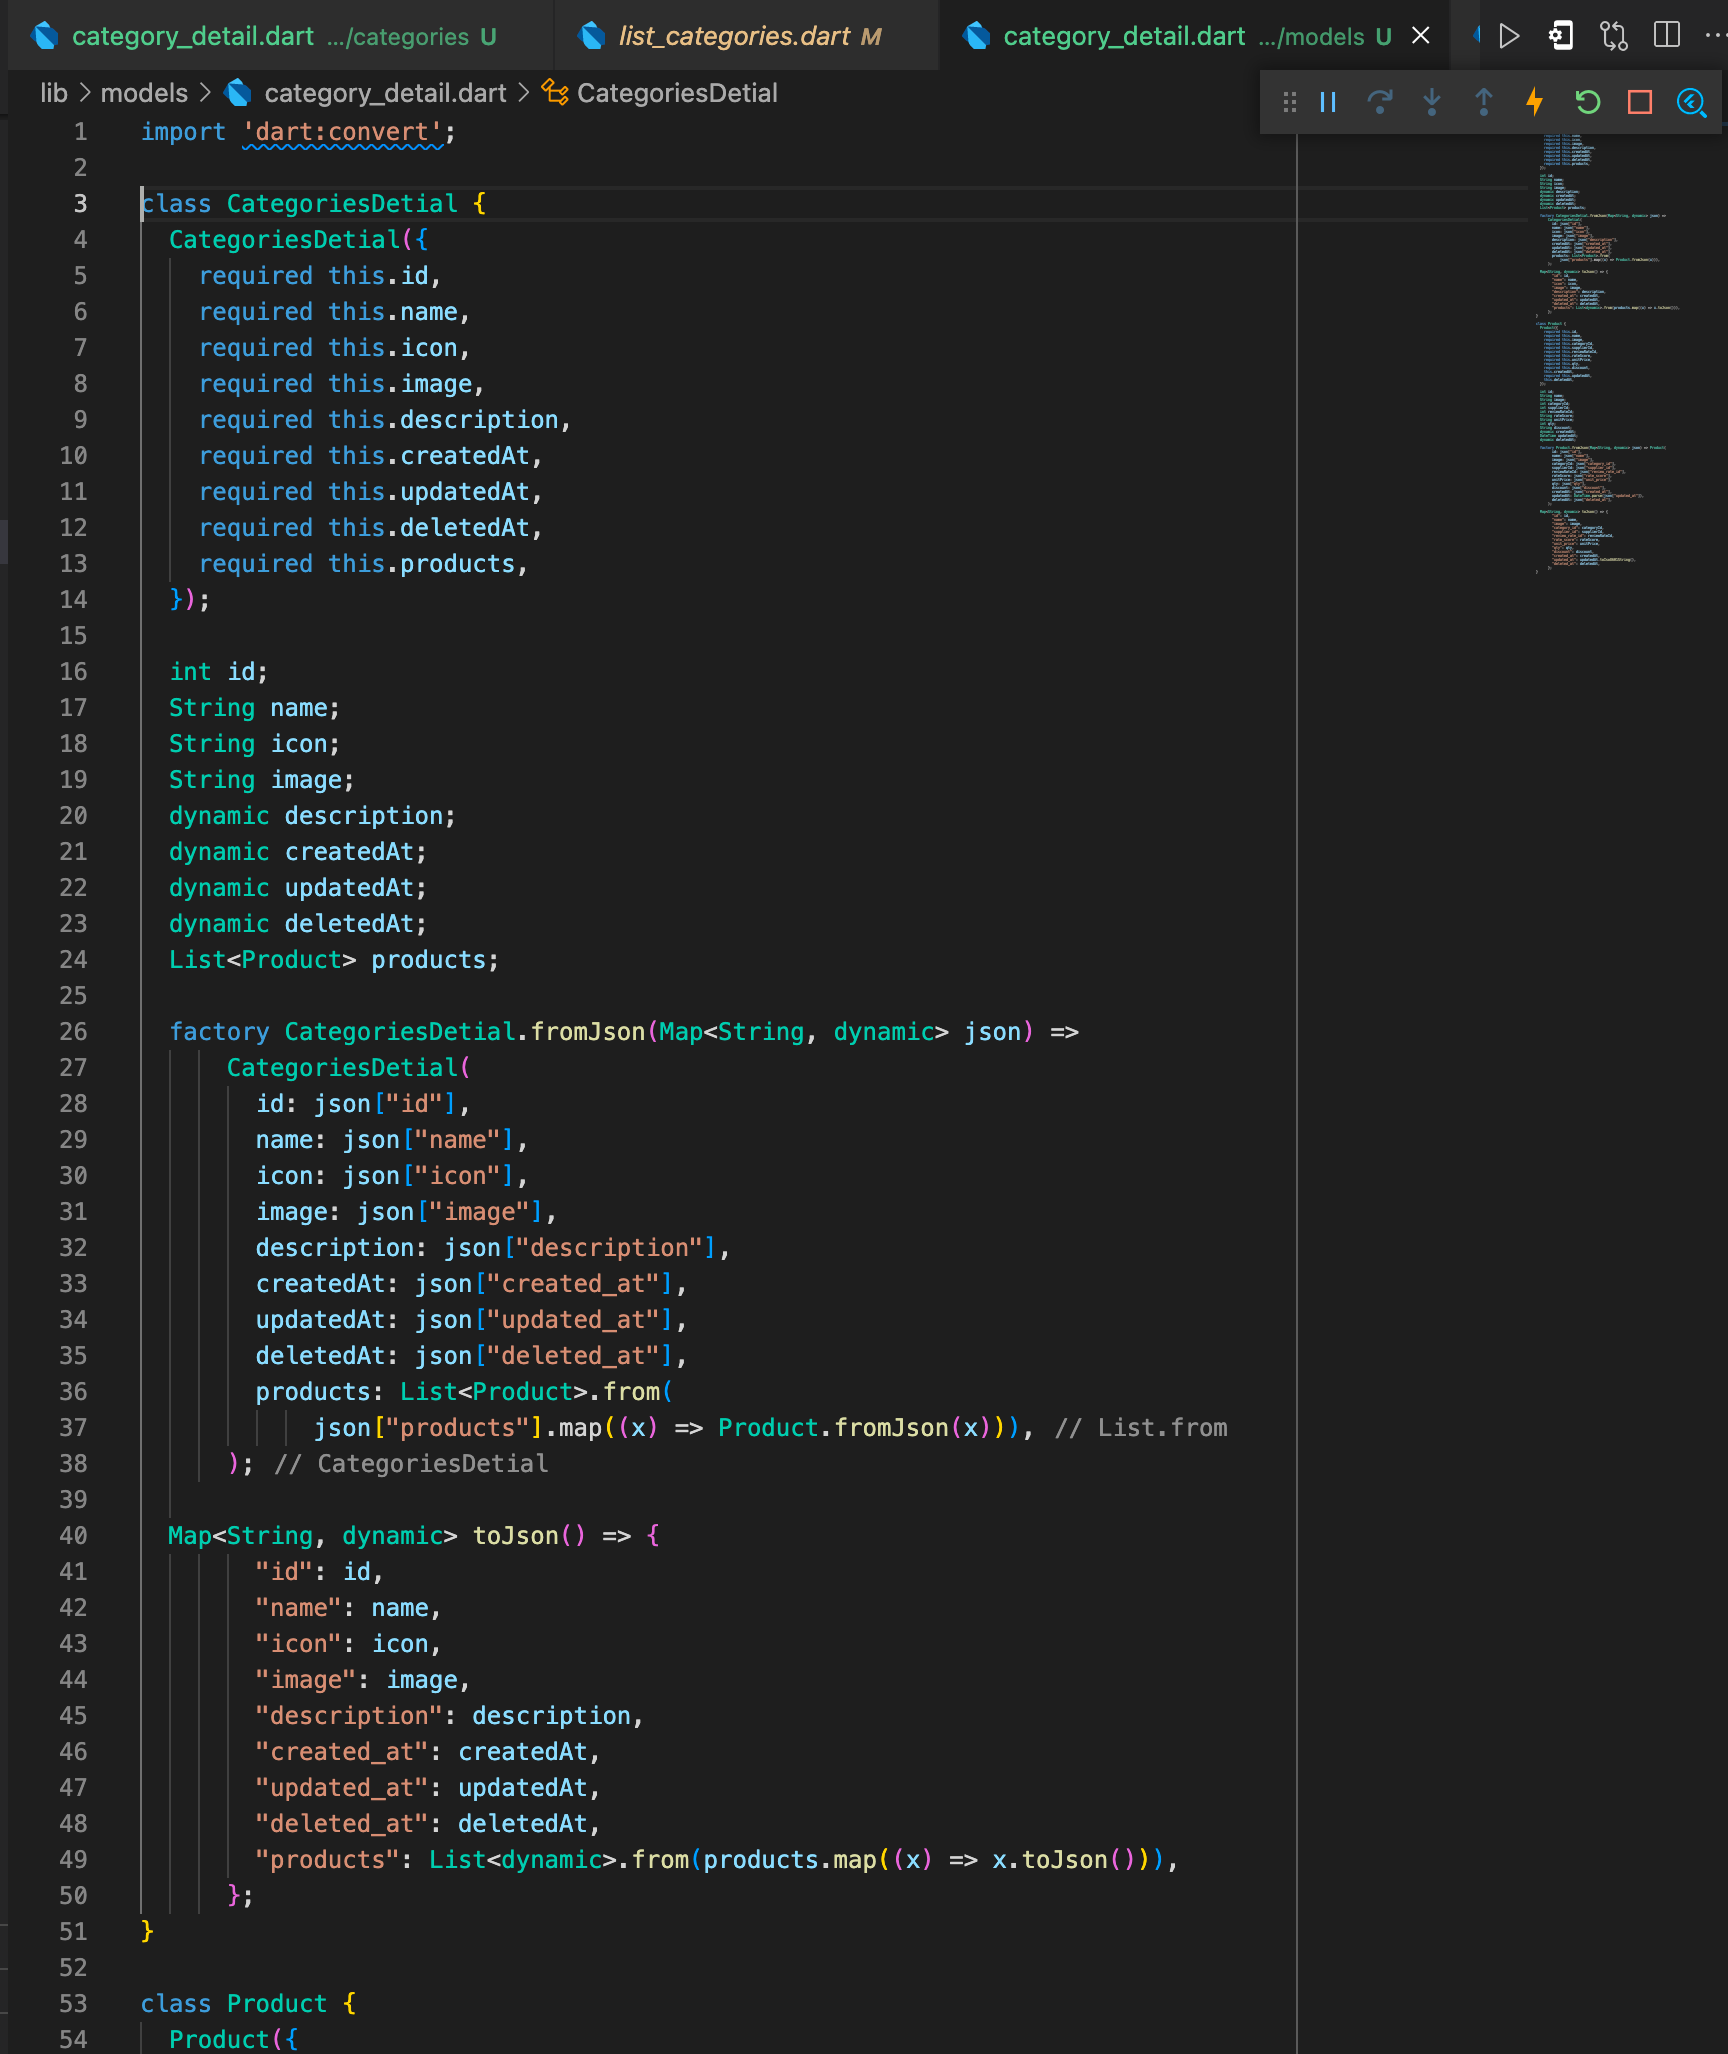 category_detail.dart .../categories U
list_categories.dart M
category_detail.dart .../models U
lib > models > category_detail.dart > CategoriesDetial
1 import 'dart:convert';
2
3 class CategoriesDetial {
4 CategoriesDetial({
5 required this.id,
6 required this.name,
7 required this.icon,
8 required this.image,
9 required this.description,
10 required this.createdAt,
11 required this.updatedAt,
12 required this.deletedAt,
13 required this.products,
14 });
15
16 int id;
17 String name;
18 String icon;
19 String image;
20 dynamic description;
21 dynamic createdAt;
22 dynamic updatedAt;
23 dynamic deletedAt;
24 List<Product> products;
25
26 factory CategoriesDetial.fromJson(Map<String, dynamic> json) =>
27 CategoriesDetial(
28 id: json["id"],
29 name: json["name"],
30 icon: json["icon"],
31 image: json["image"],
32 description: json["description"],
33 createdAt: json["created_at"],
34 updatedAt: json["updated_at"],
35 deletedAt: json["deleted_at"],
36 products: List<Product>.from(
37 json["products"].map((x) => Product.fromJson(x))), // List.from
38 ); // CategoriesDetial
39
40 Map<String, dynamic> toJson() => {
41 "id": id,
42 "name": name,
43 "icon": icon,
44 "image": image,
45 "description": description,
46 "created_at": createdAt,
47 "updated_at": updatedAt,
48 "deleted_at": deletedAt,
49 "products": List<dynamic>.from(products.map((x) => x.toJson())),
50 };
51 }
52
53 class Product {
54 Product({